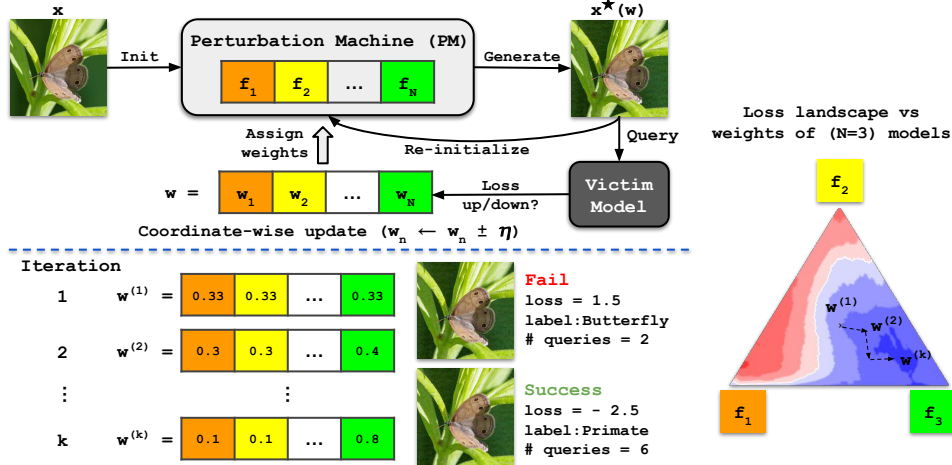 x
x★(w)
Init
Perturbation Machine (PM)
f1 f2 ... fN
Generate
Assign
weights
Re-initialize
Query
w = w1 w2 ... wN
Loss
up/down?
Victim
Model
Coordinate-wise update (wn ← wn ± η)
Loss landscape vs
weights of (N=3) models
f2
w(1)
w(2)
w(k)
f1
f3
Iteration
1 w(1) = 0.33 0.33 ... 0.33
2 w(2) = 0.3 0.3 ... 0.4
⋮ ⋮
k w(k) = 0.1 0.1 ... 0.8
Fail
loss = 1.5
label:Butterfly
# queries = 2
Success
loss = - 2.5
label:Primate
# queries = 6